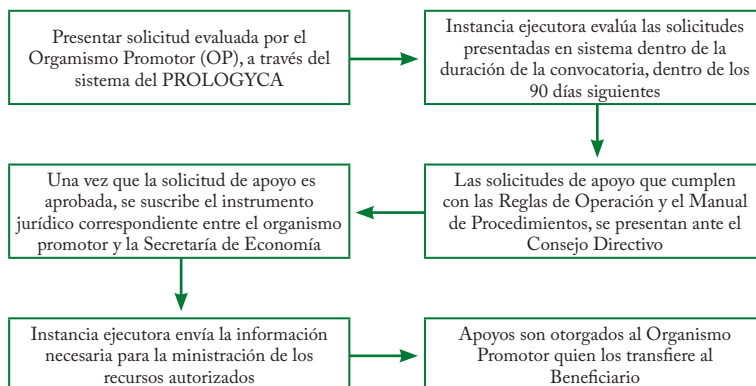 Presentar solicitud evaluada por el
Orgamismo Promotor (OP), a través del
sistema del PROLOGYCA
Instancia ejecutora evalúa las solicitudes
presentadas en sistema dentro de la
duración de la convocatoria, dentro de los
90 días siguientes
Las solicitudes de apoyo que cumplen
con las Reglas de Operación y el Manual
de Procedimientos, se presentan ante el
Consejo Directivo
Una vez que la solicitud de apoyo es
aprobada, se suscribe el instrumento
jurídico correspondiente entre el organismo
promotor y la Secretaría de Economía
Instancia ejecutora envía la información
necesaria para la ministración de los
recursos autorizados
Apoyos son otorgados al Organismo
Promotor quien los transfiere al
Beneficiario